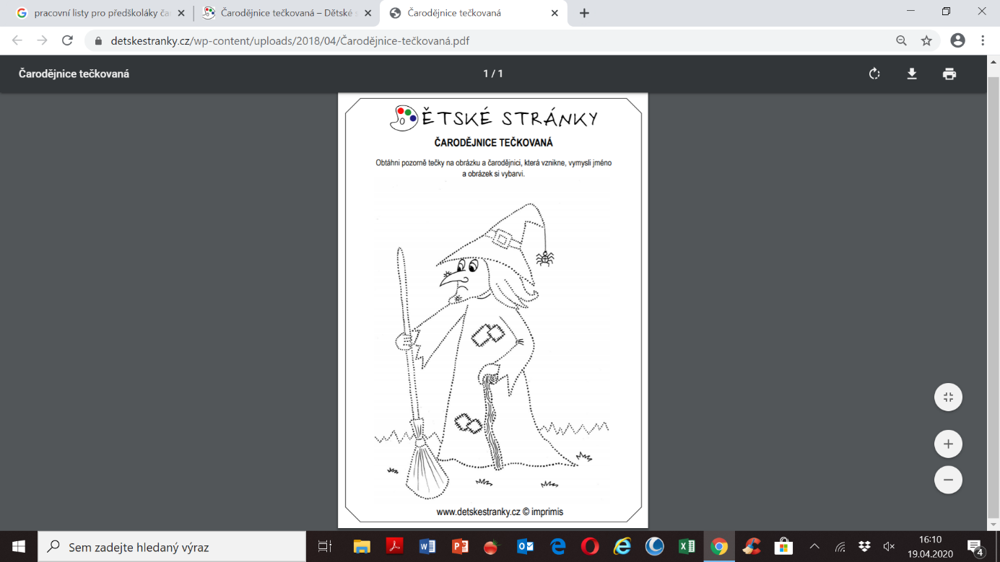 pracovní listy pro předškoláky ča
Čarodějnice tečkovaná – Dětské s
Čarodějnice tečkovaná
detskestranky.cz/wp-content/uploads/2018/04/Čarodějnice-tečkovaná.pdf
Čarodějnice tečkovaná
1 / 1
ĚTSKÉ STRÁNKY
ČARODĚJNICE TEČKOVANÁ
Obtáhni pozorně tečky na obrázku a čarodějnici, která vznikne, vymysli jméno
a obrázek si vybarvi.
www.detskestranky.cz © imprimis
Sem zadejte hledaný výraz
16:10
19.04.2020
4